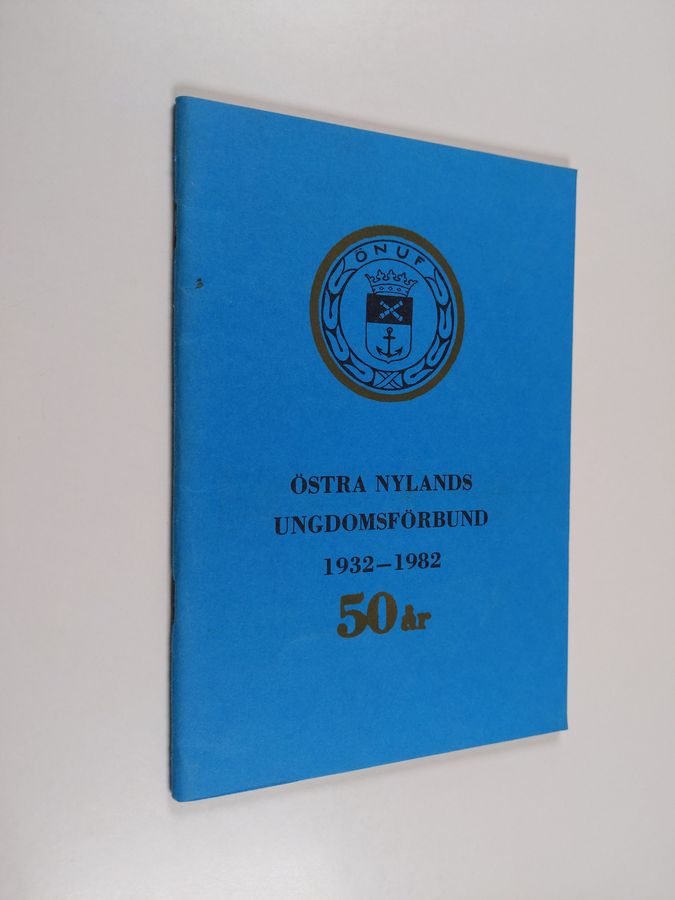 ÖNUF
ÖSTRA NYLANDS
UNGDOMSFÖRBUND
1932–1982
50 år